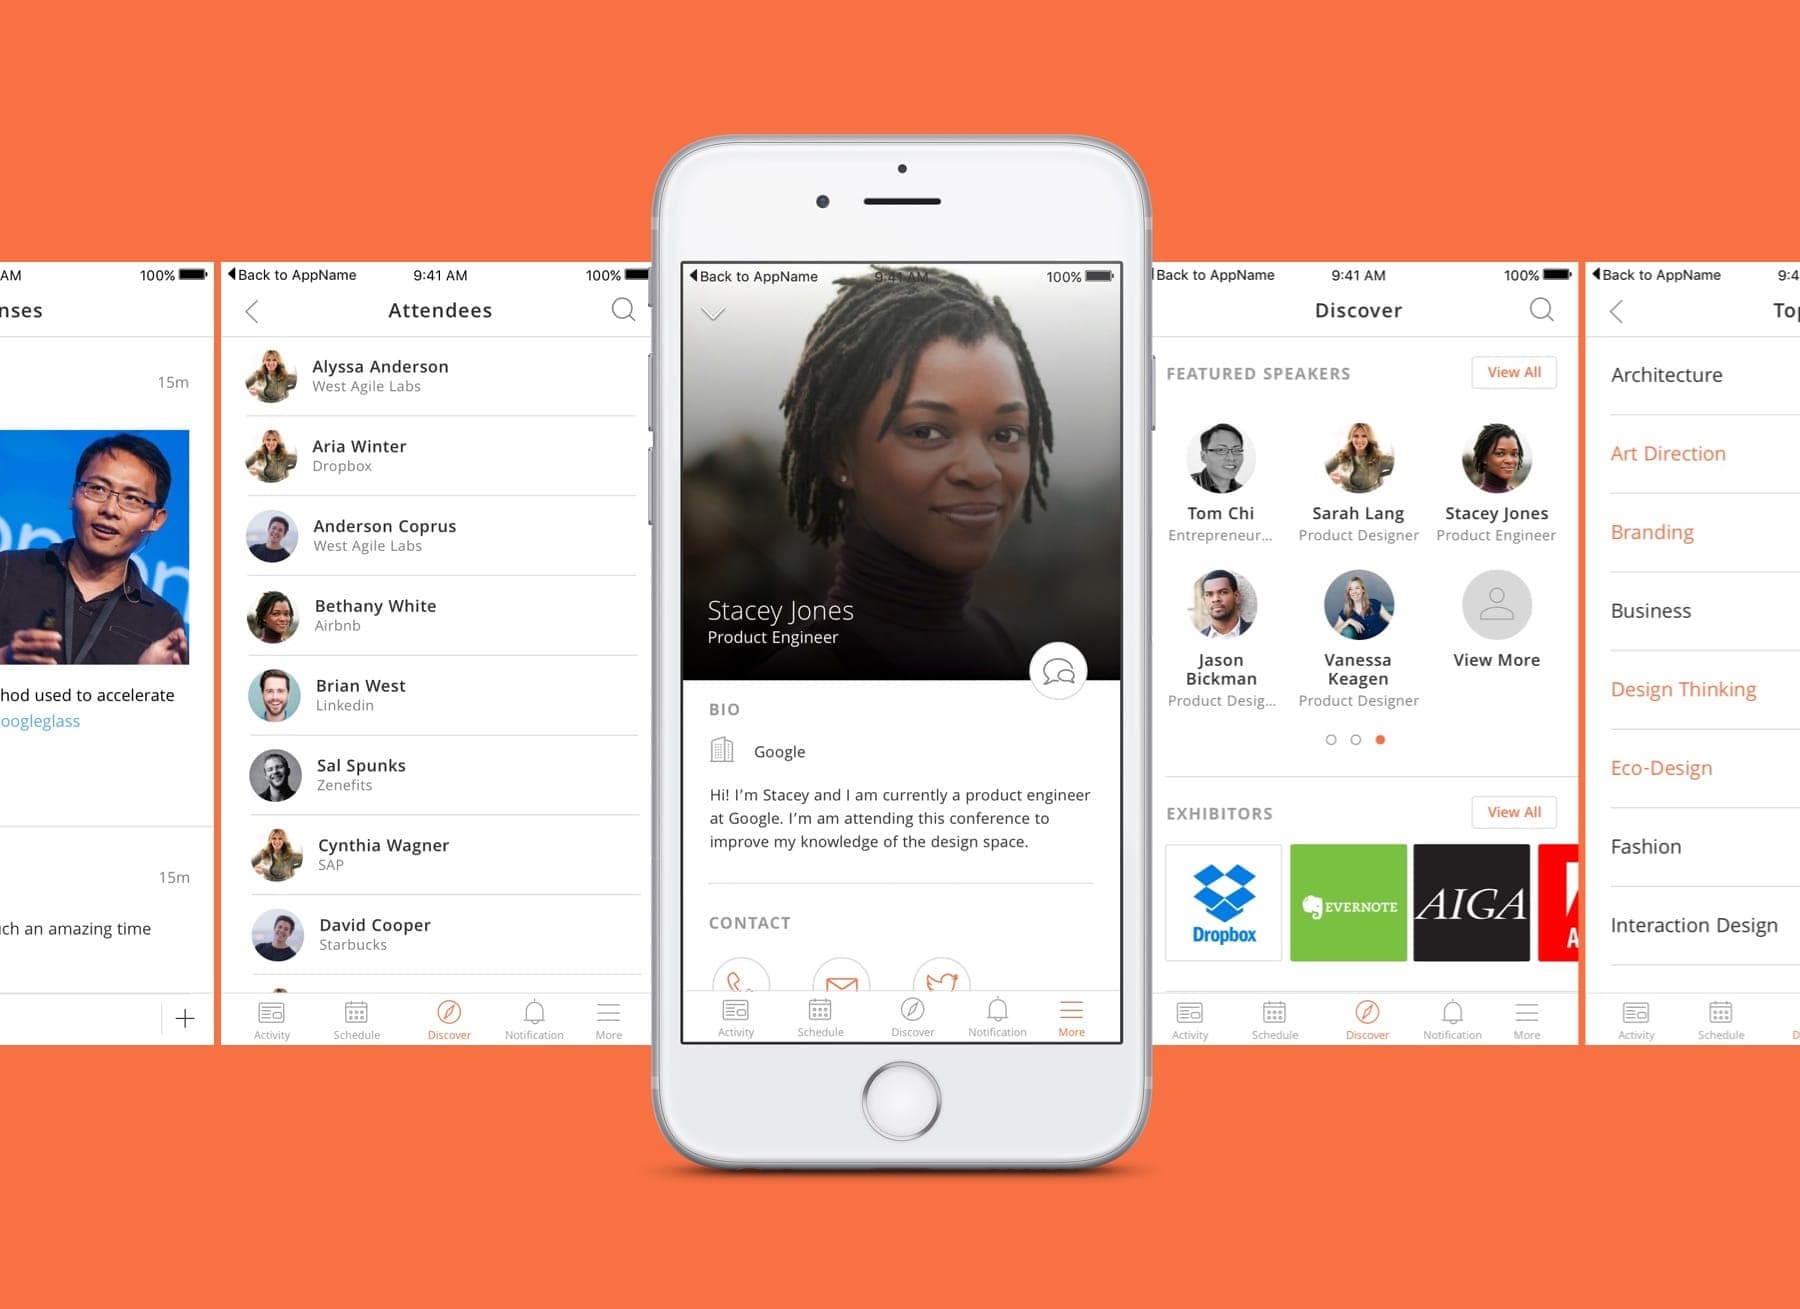 AM 100%
nses
15m
hod used to accelerate
oogleglass
15m
ch an amazing time
Back to AppName 9:41 AM 100%
Attendees
Alyssa Anderson
West Agile Labs
Aria Winter
Dropbox
Anderson Coprus
West Agile Labs
Bethany White
Airbnb
Brian West
Linkedin
Sal Spunks
Zenefits
Cynthia Wagner
SAP
David Cooper
Starbucks
Activity Schedule Discover Notification More
Back to AppName 9:41 AM 100%
Stacey Jones
Product Engineer
BIO
Google
Hi! I'm Stacey and I am currently a product engineer
at Google. I'm am attending this conference to
improve my knowledge of the design space.
CONTACT
Activity Schedule Discover Notification More
Back to AppName 9:41 AM 100%
Discover
FEATURED SPEAKERS View All
Tom Chi
Entrepreneur...
Sarah Lang
Product Designer
Stacey Jones
Product Engineer
Jason
Bickman
Product Desig...
Vanessa
Keagen
Product Designer
View More
EXHIBITORS View All
Dropbox
EVERNOTE
AIGA
A
Activity Schedule Discover Notification More
Back to AppName 9:4
Top
Architecture
Art Direction
Branding
Business
Design Thinking
Eco-Design
Fashion
Interaction Design
Activity Schedule D